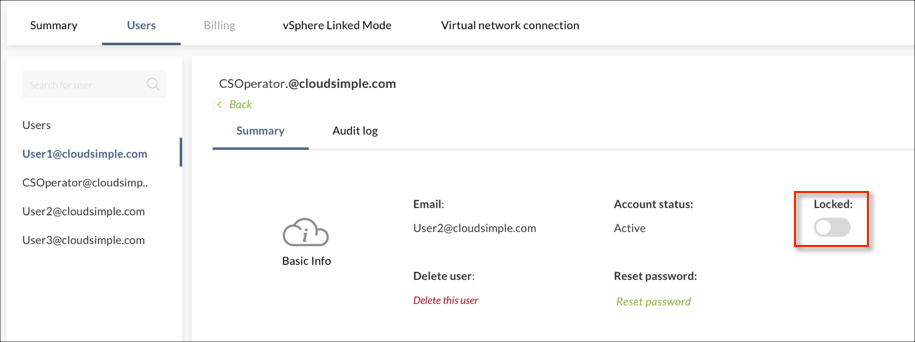 Summary Users Billing vSphere Linked Mode Virtual network connection
Search for user
Users
User1@cloudsimple.com
CSOperator@cloudsimp..
User2@cloudsimple.com
User3@cloudsimple.com
CSOperator.@cloudsimple.com
Back
Summary Audit log
Basic Info
Email:
User2@cloudsimple.com
Account status:
Active
Locked:
Delete user:
Delete this user
Reset password:
Reset password